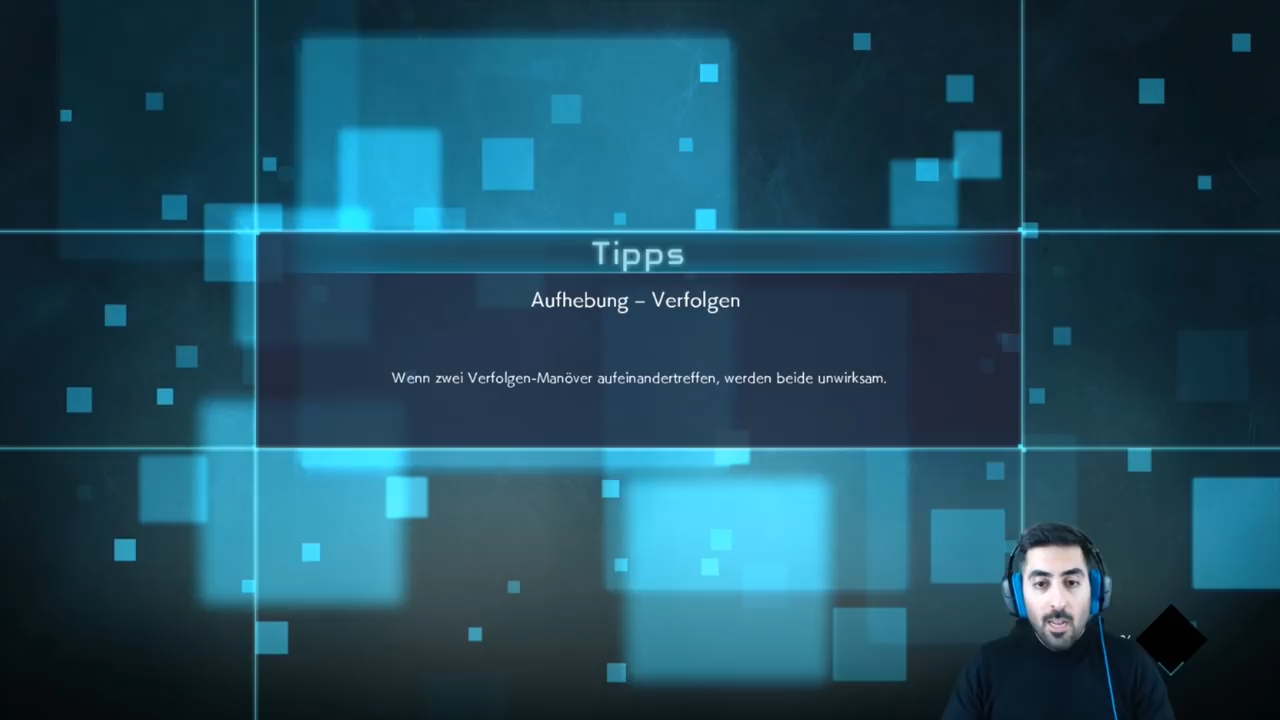 Tipps
Aufhebung – Verfolgen
Wenn zwei Verfolgen-Manöver aufeinandertreffen, werden beide unwirksam.